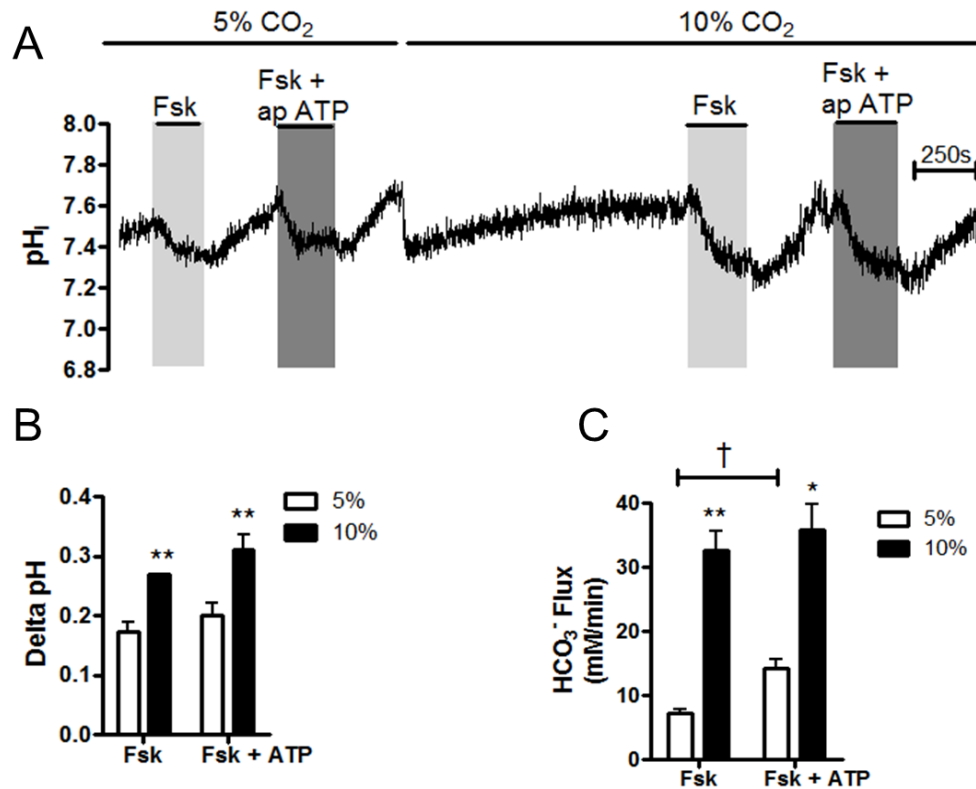 A
5% CO₂
10% CO₂
Fsk
Fsk +
ap ATP
Fsk
Fsk +
ap ATP
250s
8.0
7.8
7.6
7.4
7.2
7.0
6.8
pHᵢ
B
0.4
0.3
0.2
0.1
0.0
Delta pH
**
**
5%
10%
Fsk
Fsk + ATP
C
†
40
30
20
10
0
HCO₃⁻ Flux
(mM/min)
**
*
5%
10%
Fsk
Fsk + ATP